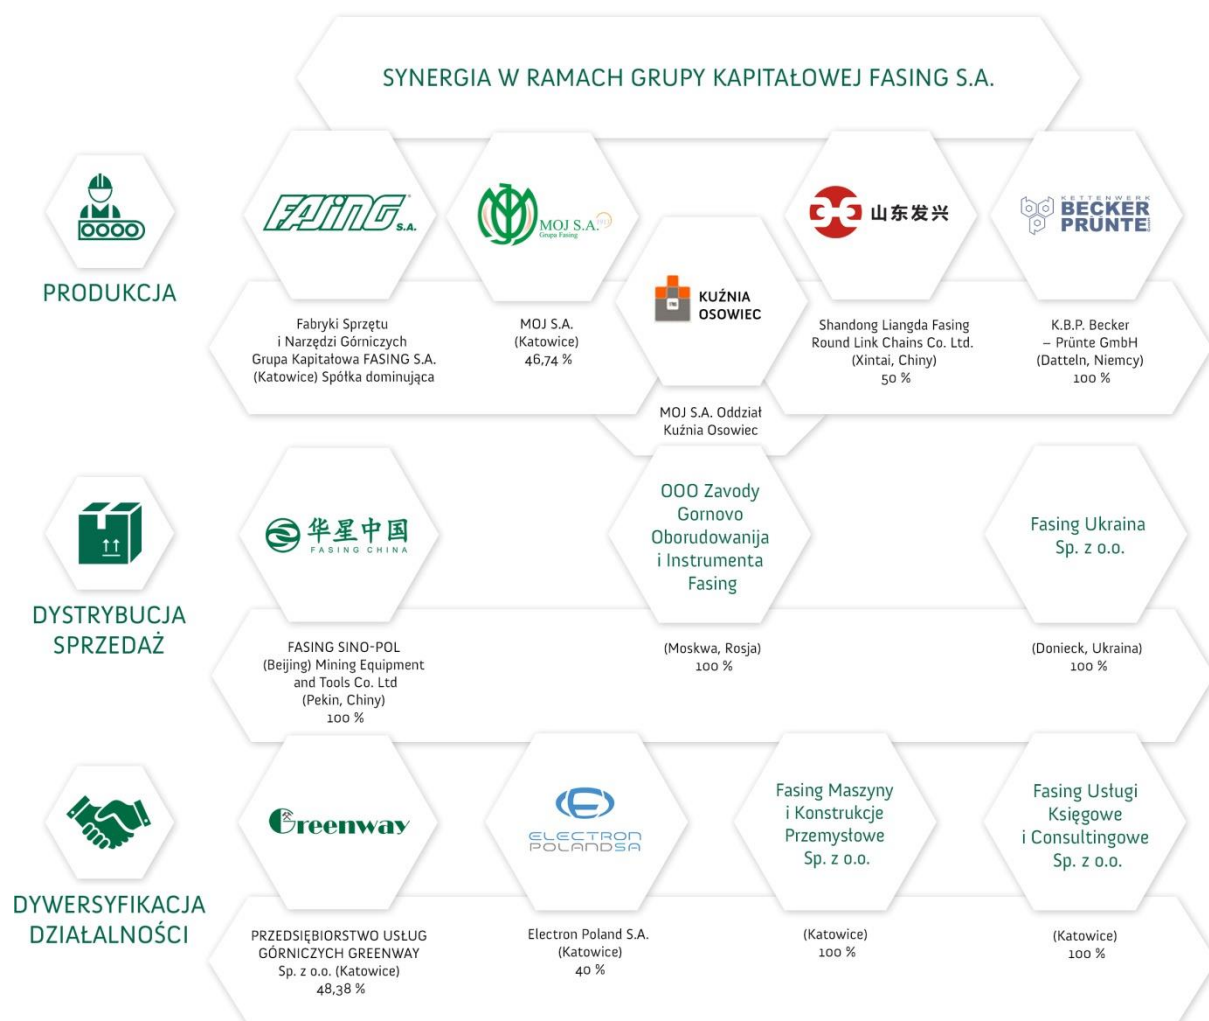 SYNERGIA W RAMACH GRUPY KAPITAŁOWEJ FASING S.A.
PRODUKCJA
FASING S.A.
Fabryki Sprzętu
i Narzędzi Górniczych
Grupa Kapitałowa FASING S.A.
(Katowice) Spółka dominująca
MOJ S.A.
Grupa Fasing
MOJ S.A.
(Katowice)
46,74 %
KUŹNIA
OSOWIEC
MOJ S.A. Oddział
Kuźnia Osowiec
山东发兴
Shandong Liangda Fasing
Round Link Chains Co. Ltd.
(Xintai, Chiny)
50 %
KETTENWERK
BECKER
PRÜNTE
K.B.P. Becker
– Prünte GmbH
(Datteln, Niemcy)
100 %
DYSTRYBUCJA
SPRZEDAŻ
华星中国
FASING CHINA
FASING SINO-POL
(Beijing) Mining Equipment
and Tools Co. Ltd
(Pekin, Chiny)
100 %
OOO Zavody
Gornovo
Oborudowanija
i Instrumenta
Fasing
(Moskwa, Rosja)
100 %
Fasing Ukraina
Sp. z o.o.
(Donieck, Ukraina)
100 %
DYWERSYFIKACJA
DZIAŁALNOŚCI
Greenway
PRZEDSIĘBIORSTWO USŁUG
GÓRNICZYCH GREENWAY
Sp. z o.o. (Katowice)
48,38 %
ELECTRON
POLANDSA
Electron Poland S.A.
(Katowice)
40 %
Fasing Maszyny
i Konstrukcje
Przemysłowe
Sp. z o.o.
(Katowice)
100 %
Fasing Usługi
Księgowe
i Consultingowe
Sp. z o.o.
(Katowice)
100 %